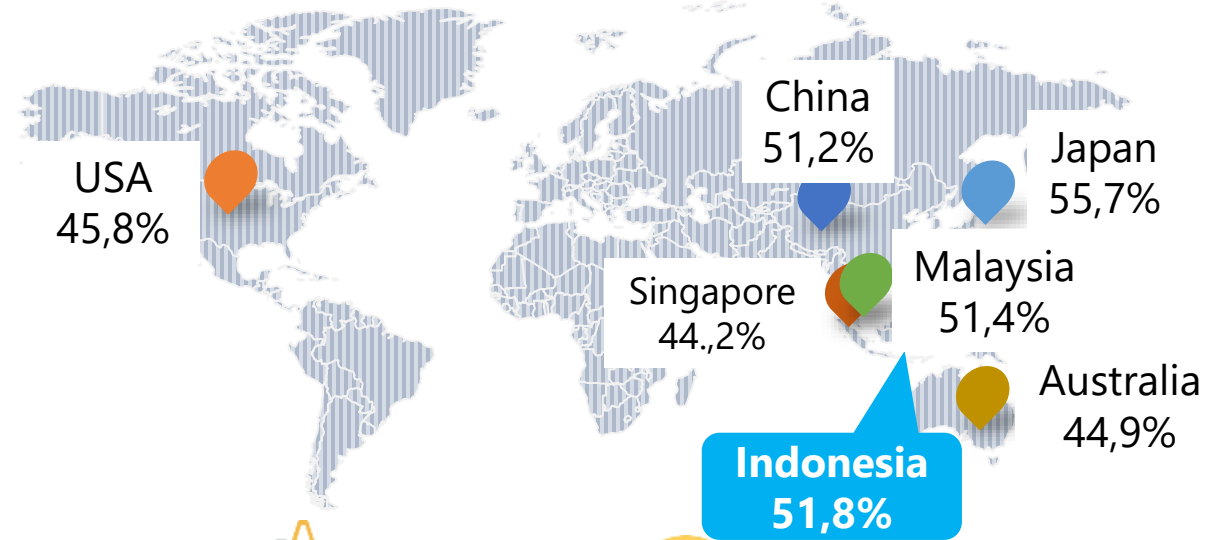 China
51,2%
Japan
55,7%
USA
45,8%
Malaysia
51,4%
Singapore
44.,2%
Australia
44,9%
Indonesia
51,8%